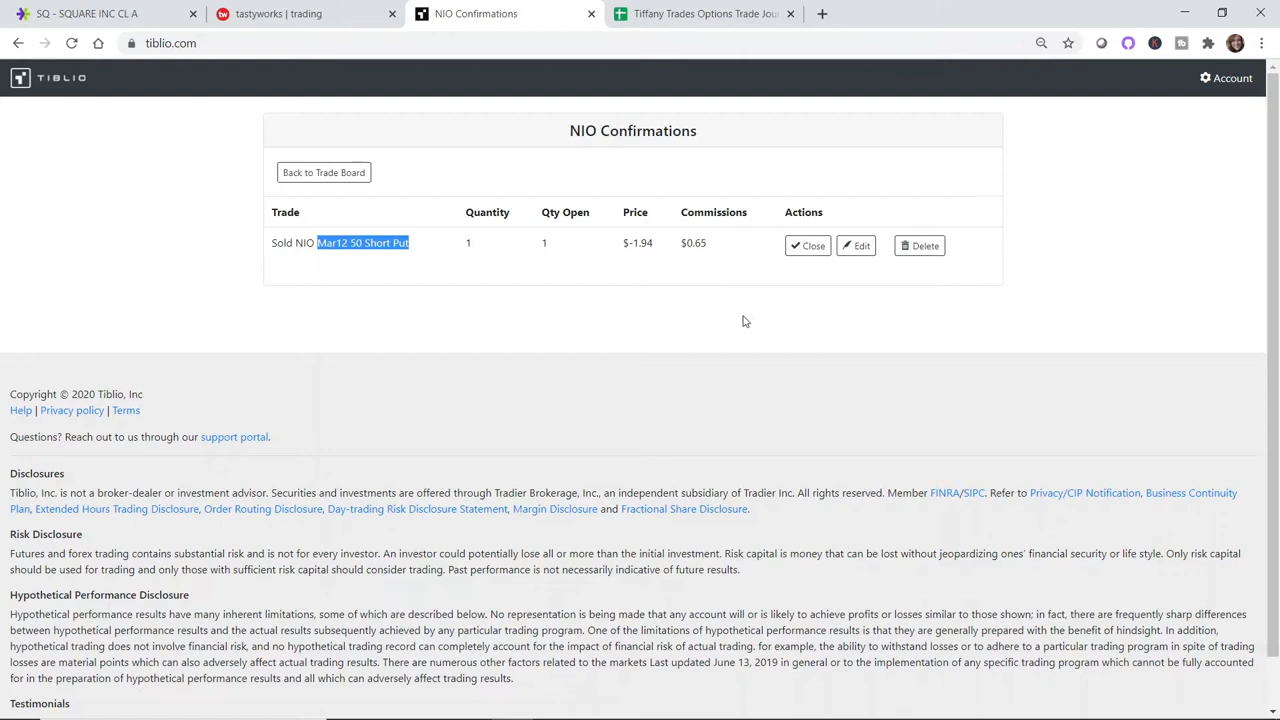 SQ - SQUARE INC CL A
tastyworks | trading
NIO Confirmations
Tiffany Trades Options Trade Jou
tiblio.com
TIBLIO
Account
NIO Confirmations
Back to Trade Board
Trade Quantity Qty Open Price Commissions Actions
Sold NIO Mar12 50 Short Put 1 1 $-1.94 $0.65 Close Edit Delete
Copyright © 2020 Tiblio, Inc
Help | Privacy policy | Terms
Questions? Reach out to us through our support portal.
Disclosures
Tiblio, Inc. is not a broker-dealer or investment advisor. Securities and investments are offered through Tradier Brokerage, Inc., an independent subsidiary of Tradier Inc. All rights reserved. Member FINRA/SIPC. Refer to Privacy/CIP Notification, Business Continuity
Plan, Extended Hours Trading Disclosure, Order Routing Disclosure, Day-trading Risk Disclosure Statement, Margin Disclosure and Fractional Share Disclosure.
Risk Disclosure
Futures and forex trading contains substantial risk and is not for every investor. An investor could potentially lose all or more than the initial investment. Risk capital is money that can be lost without jeopardizing ones' financial security or life style. Only risk capital
should be used for trading and only those with sufficient risk capital should consider trading. Past performance is not necessarily indicative of future results.
Hypothetical Performance Disclosure
Hypothetical performance results have many inherent limitations, some of which are described below. No representation is being made that any account will or is likely to achieve profits or losses similar to those shown; in fact, there are frequently sharp differences
between hypothetical performance results and the actual results subsequently achieved by any particular trading program. One of the limitations of hypothetical performance results is that they are generally prepared with the benefit of hindsight. In addition,
hypothetical trading does not involve financial risk, and no hypothetical trading record can completely account for the impact of financial risk of actual trading. for example, the ability to withstand losses or to adhere to a particular trading program in spite of trading
losses are material points which can also adversely affect actual trading results. There are numerous other factors related to the markets Last updated June 13, 2019 in general or to the implementation of any specific trading program which cannot be fully accounted
for in the preparation of hypothetical performance results and all which can adversely affect trading results.
Testimonials